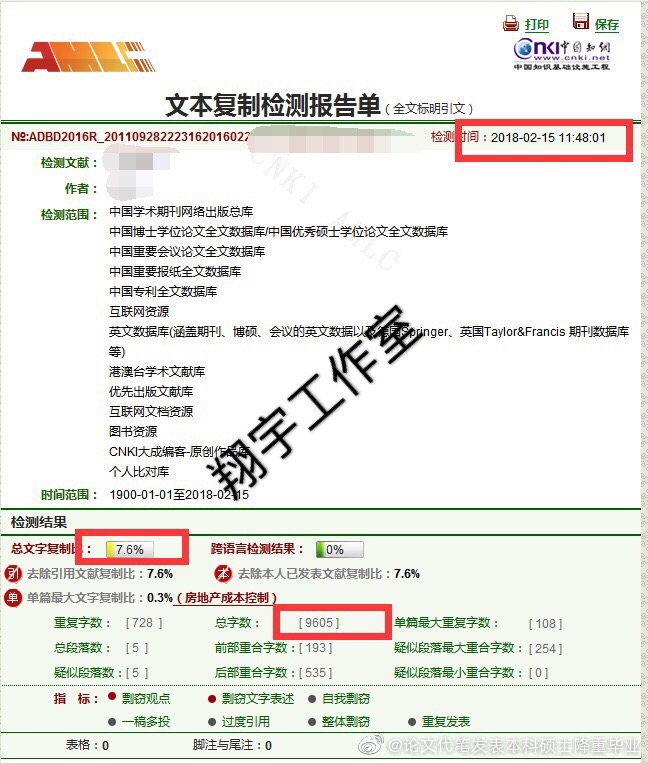 打印 保存
AMLC
cnki 中国知网
www.cnki.net
中国知识基础设施工程
文本复制检测报告单(全文标明引文)
№:ADBD2016R_201109282223162016022 检测时间:2018-02-15 11:48:01
检测文献:
作者:
检测范围: 中国学术期刊网络出版总库
中国博士学位论文全文数据库/中国优秀硕士学位论文全文数据库
中国重要会议论文全文数据库
中国重要报纸全文数据库
中国专利全文数据库
互联网资源
英文数据库(涵盖期刊、博硕、会议的英文数据以及德国Springer、英国Taylor&Francis 期刊数据库
等)
港澳台学术文献库
优先出版文献库
互联网文档资源
图书资源
CNKI大成编客-原创作品库
个人比对库
时间范围: 1900-01-01至2018-02-15
CNKI AMLC
翔宇工作室
检测结果
总文字复制比: 7.6% 跨语言检测结果: 0%
引 去除引用文献复制比:7.6% 本 去除本人已发表文献复制比:7.6%
单 单篇最大文字复制比:0.3%(房地产成本控制)
重复字数: [728] 总字数: [9605] 单篇最大重复字数: [108]
总段落数: [5] 前部重合字数: [193] 疑似段落最大重合字数: [254]
疑似段落数: [5] 后部重合字数: [535] 疑似段落最小重合字数: [0]
指 标: 剽窃观点 剽窃文字表述 自我剽窃
一稿多投 过度引用 整体剽窃 重复发表
表格:0 脚注与尾注:0
@论文代笔发表本科硕士降重毕业